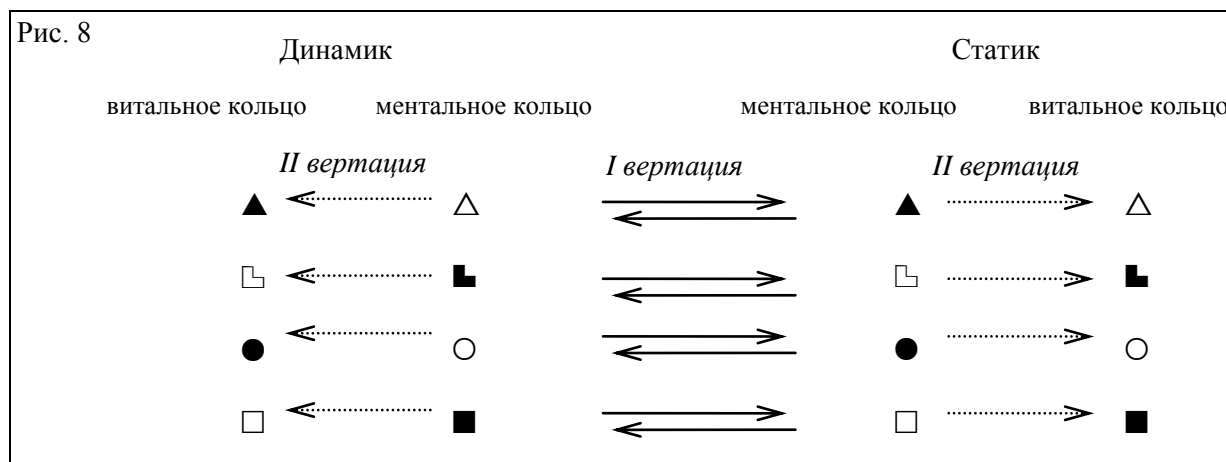 Рис. 8
Динамик Статик
витальное кольцо ментальное кольцо ментальное кольцо витальное кольцо
II вертация I вертация II вертация